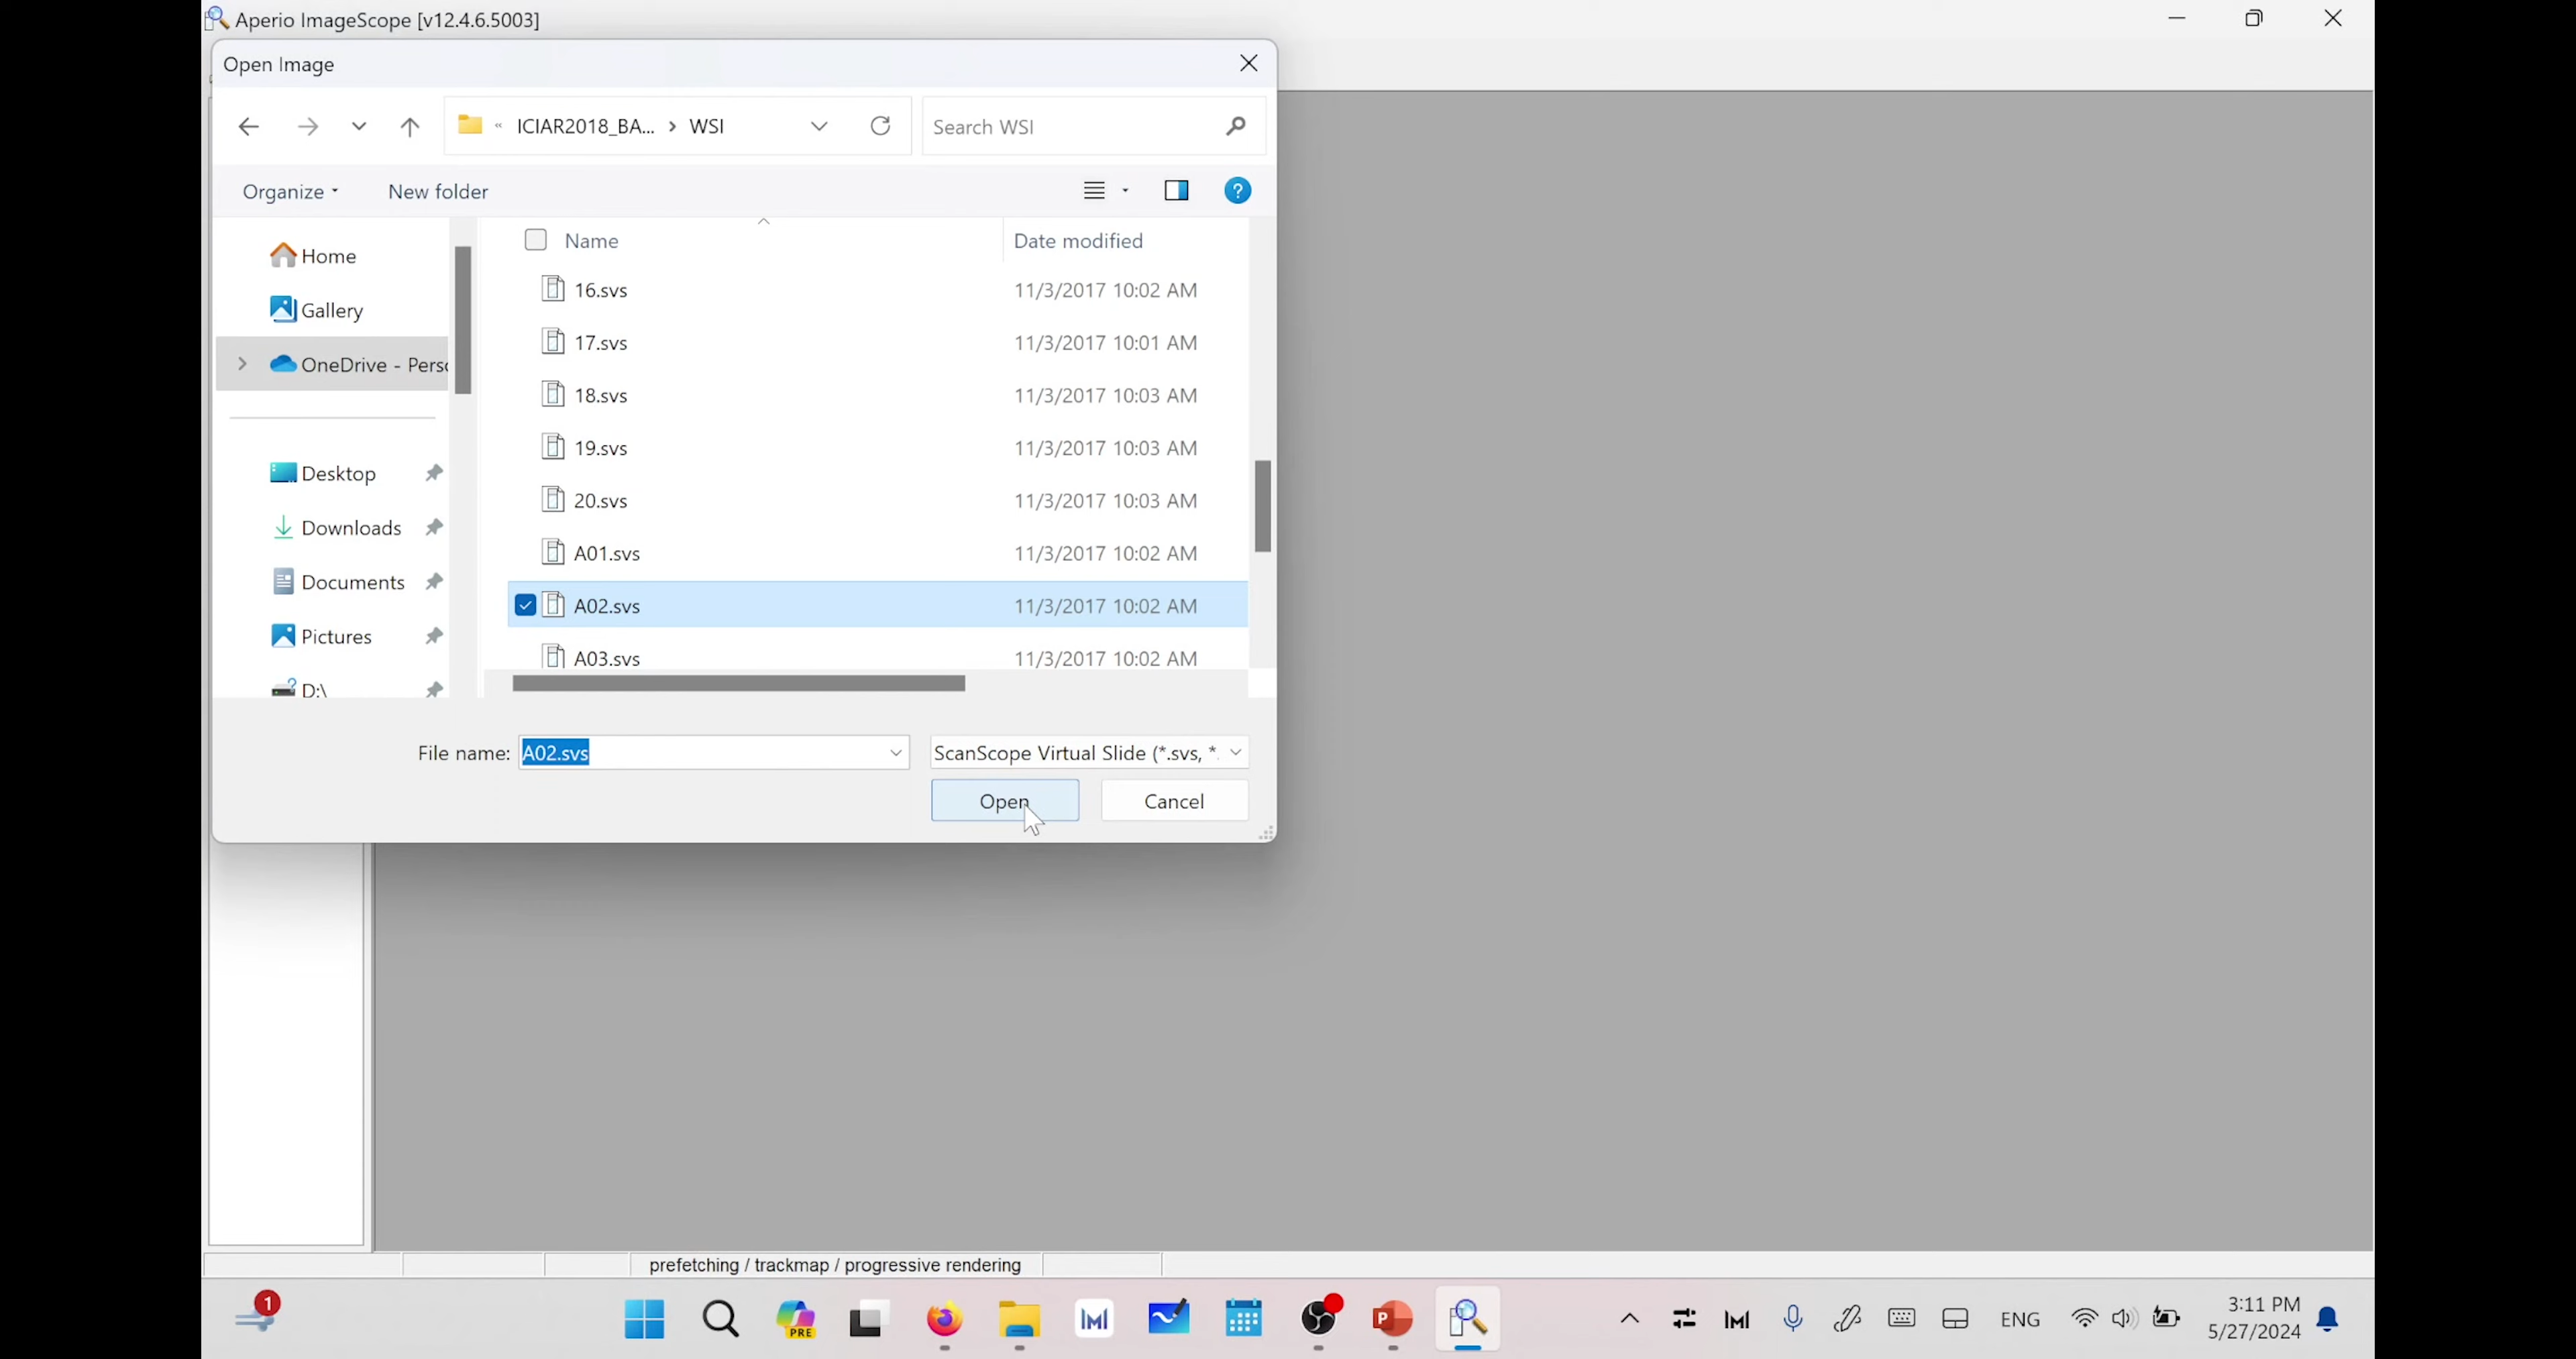 Aperio ImageScope [v12.4.6.5003]
Open Image
« ICIAR2018_BA... > WSI
Search WSI
Organize
New folder
?
Home
Gallery
OneDrive - Pers
Desktop
Downloads
Documents
Pictures
D:\
Name Date modified
16.svs 11/3/2017 10:02 AM
17.svs 11/3/2017 10:01 AM
18.svs 11/3/2017 10:03 AM
19.svs 11/3/2017 10:03 AM
20.svs 11/3/2017 10:03 AM
A01.svs 11/3/2017 10:02 AM
A02.svs 11/3/2017 10:02 AM
A03.svs 11/3/2017 10:02 AM
File name: A02.svs
ScanScope Virtual Slide (*.svs, *.
Open
Cancel
prefetching / trackmap / progressive rendering
1
PRE
P
ENG
3:11 PM
5/27/2024